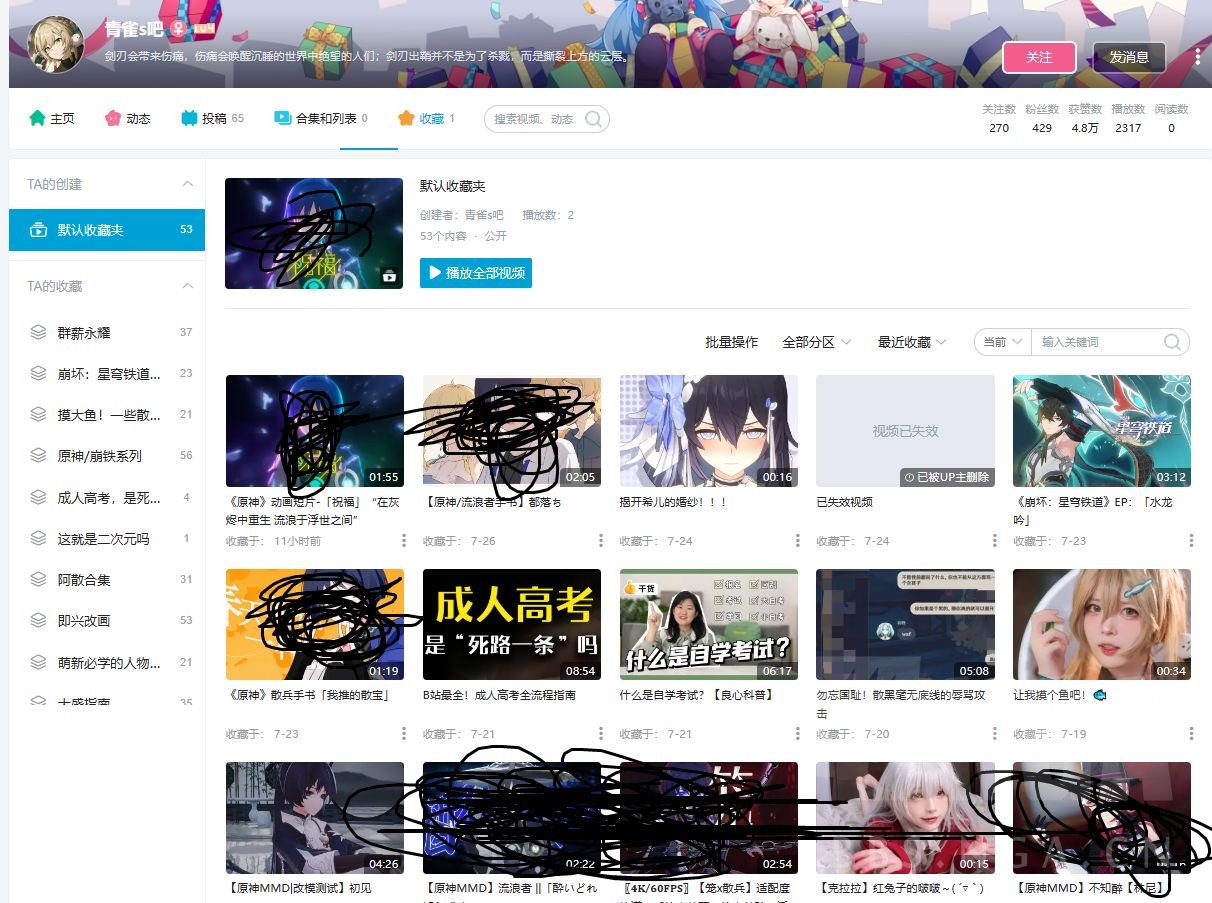 青雀s吧 LV4
剑刃会带来伤痛，伤痛会唤醒沉睡的世界中绝望的人们；剑刃出鞘并不是为了杀戮，而是撕裂上方的云层。
关注
发消息
主页
动态
投稿 65
合集和列表 0
收藏 1
搜索视频、动态
关注数 粉丝数 获赞数 播放数 阅读数
270 429 4.8万 2317 0
TA的创建
默认收藏夹 53
TA的收藏
群薪永耀 37
崩坏：星穹铁道... 23
摸大鱼！一些散... 21
原神/崩铁系列 56
成人高考，是死... 4
这就是二次元吗 1
阿散合集 31
即兴改画 53
萌新必学的人物... 21
默认收藏夹
创建者：青雀s吧 播放数：2
53个内容 · 公开
播放全部视频
批量操作
全部分区
最近收藏
当前
输入关键词
01:55
02:05
00:16
视频已失效
已被UP主删除
星穹铁道
03:12
《原神》动画短片-「祝福」“在灰
烬中重生 流浪于浮世之间”
收藏于： 11小时前
【原神/流浪者手书】都落ち
收藏于： 7-26
揭开希儿的婚纱！！！
收藏于： 7-24
已失效视频
收藏于： 7-24
《崩坏：星穹铁道》EP：「水龙
吟」
收藏于： 7-23
01:19
成人高考
是“死路一条”吗
08:54
干货
什么是自学考试?
06:17
05:08
00:34
《原神》散兵手书「我推的散宝」
收藏于： 7-23
B站最全！成人高考全流程指南
收藏于： 7-21
什么是自学考试？【良心科普】
收藏于： 7-21
勿忘国耻！散黑毫无底线的辱骂攻
击
收藏于： 7-20
让我摸个鱼吧！
收藏于： 7-19
04:26
02:22
02:54
00:15
【原神MMD|改模测试】初见
【原神MMD】流浪者 ||「酔いどれ
【4K/60FPS】【笼x散兵】适配度
【克拉拉】红兔子的啵啵～(´▿｀)
【原神MMD】不知醉【林尼】